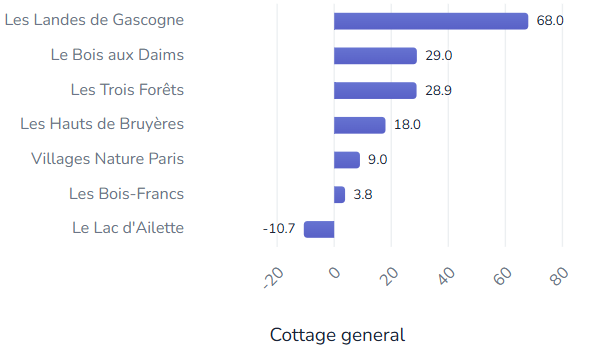 Les Landes de Gascogne 68.0
Le Bois aux Daims 29.0
Les Trois Forêts 28.9
Les Hauts de Bruyères 18.0
Villages Nature Paris 9.0
Les Bois-Francs 3.8
Le Lac d'Ailette -10.7
-20 0 20 40 60 80
Cottage general